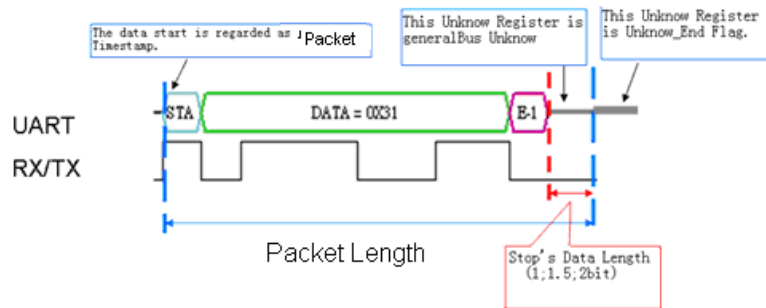 The data start is regarded as
Packet
Timestamp.
This Unknow Register is
generalBus Unknow
This Unknow Register
is Unknow_End Flag.
UART
STA
DATA = 0X31
E-1
RX/TX
Packet Length
Stop's Data Length
(1;1.5;2bit)